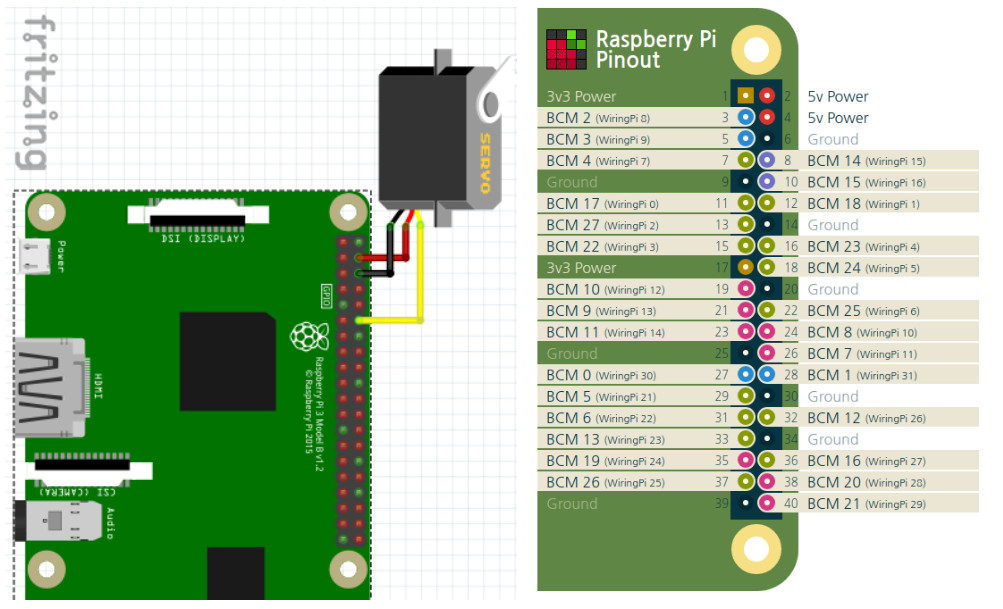 fritzing
SERVO
DSI (DISPLAY)
Power
GPIO
HDMI
Raspberry Pi 3 Model B v1.2
© Raspberry Pi 2015
CSI (CAMERA)
Audio
Raspberry Pi
Pinout
3v3 Power 1 2 5v Power
BCM 2 (WiringPi 8) 3 4 5v Power
BCM 3 (WiringPi 9) 5 6 Ground
BCM 4 (WiringPi 7) 7 8 BCM 14 (WiringPi 15)
Ground 9 10 BCM 15 (WiringPi 16)
BCM 17 (WiringPi 0) 11 12 BCM 18 (WiringPi 1)
BCM 27 (WiringPi 2) 13 14 Ground
BCM 22 (WiringPi 3) 15 16 BCM 23 (WiringPi 4)
3v3 Power 17 18 BCM 24 (WiringPi 5)
BCM 10 (WiringPi 12) 19 20 Ground
BCM 9 (WiringPi 13) 21 22 BCM 25 (WiringPi 6)
BCM 11 (WiringPi 14) 23 24 BCM 8 (WiringPi 10)
Ground 25 26 BCM 7 (WiringPi 11)
BCM 0 (WiringPi 30) 27 28 BCM 1 (WiringPi 31)
BCM 5 (WiringPi 21) 29 30 Ground
BCM 6 (WiringPi 22) 31 32 BCM 12 (WiringPi 26)
BCM 13 (WiringPi 23) 33 34 Ground
BCM 19 (WiringPi 24) 35 36 BCM 16 (WiringPi 27)
BCM 26 (WiringPi 25) 37 38 BCM 20 (WiringPi 28)
Ground 39 40 BCM 21 (WiringPi 29)